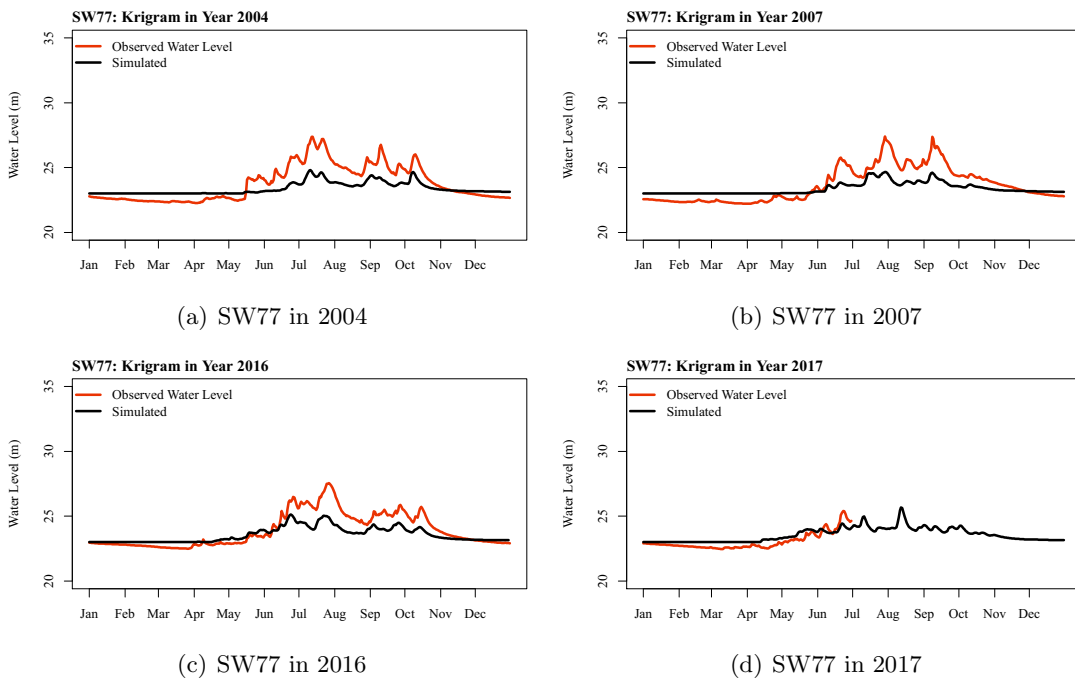 SW77: Krigram in Year 2004
Water Level (m)
35
30
25
20
Observed Water Level
Simulated
Jan Feb Mar Apr May Jun Jul Aug Sep Oct Nov Dec
(a) SW77 in 2004
SW77: Krigram in Year 2007
Water Level (m)
35
30
25
20
Observed Water Level
Simulated
Jan Feb Mar Apr May Jun Jul Aug Sep Oct Nov Dec
(b) SW77 in 2007
SW77: Krigram in Year 2016
Water Level (m)
35
30
25
20
Observed Water Level
Simulated
Jan Feb Mar Apr May Jun Jul Aug Sep Oct Nov Dec
(c) SW77 in 2016
SW77: Krigram in Year 2017
Water Level (m)
35
30
25
20
Observed Water Level
Simulated
Jan Feb Mar Apr May Jun Jul Aug Sep Oct Nov Dec
(d) SW77 in 2017